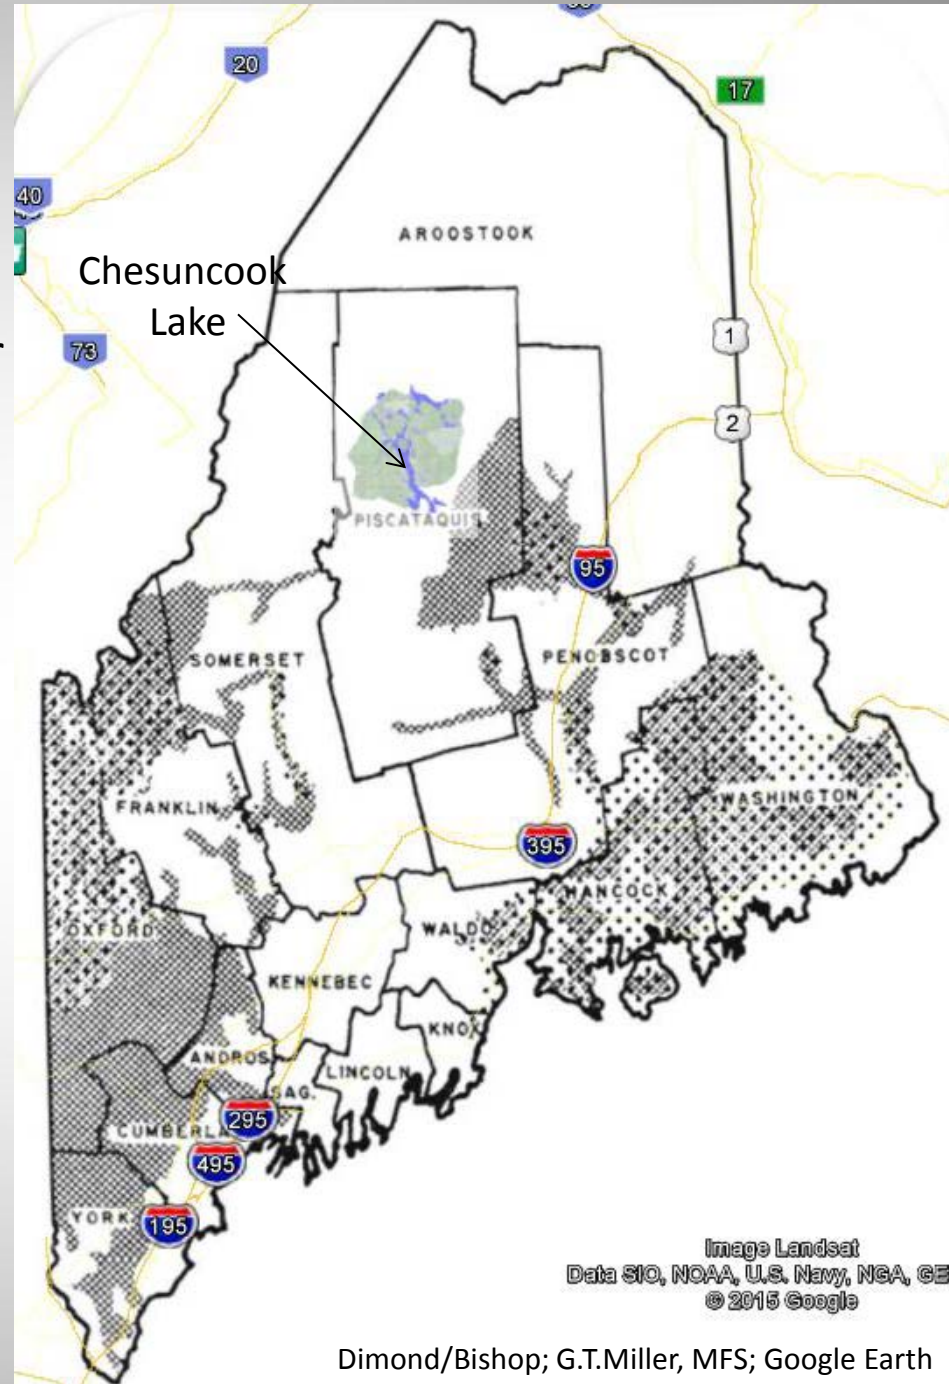 20
17
40
AROOSTOOK
Chesuncook
Lake
73
1
2
PISCATAQUIS
95
SOMERSET
PENOBSCOT
FRANKLIN
WASHINGTON
395
HANCOCK
OXFORD
WALDO
KENNEBEC
KNOX
ANDROS
LINCOLN
SAG.
295
CUMBERLA
495
YORK
195
Image Landsat
Data SIO, NOAA, U.S. Navy, NGA, GE
© 2015 Google
Dimond/Bishop; G.T.Miller, MFS; Google Earth